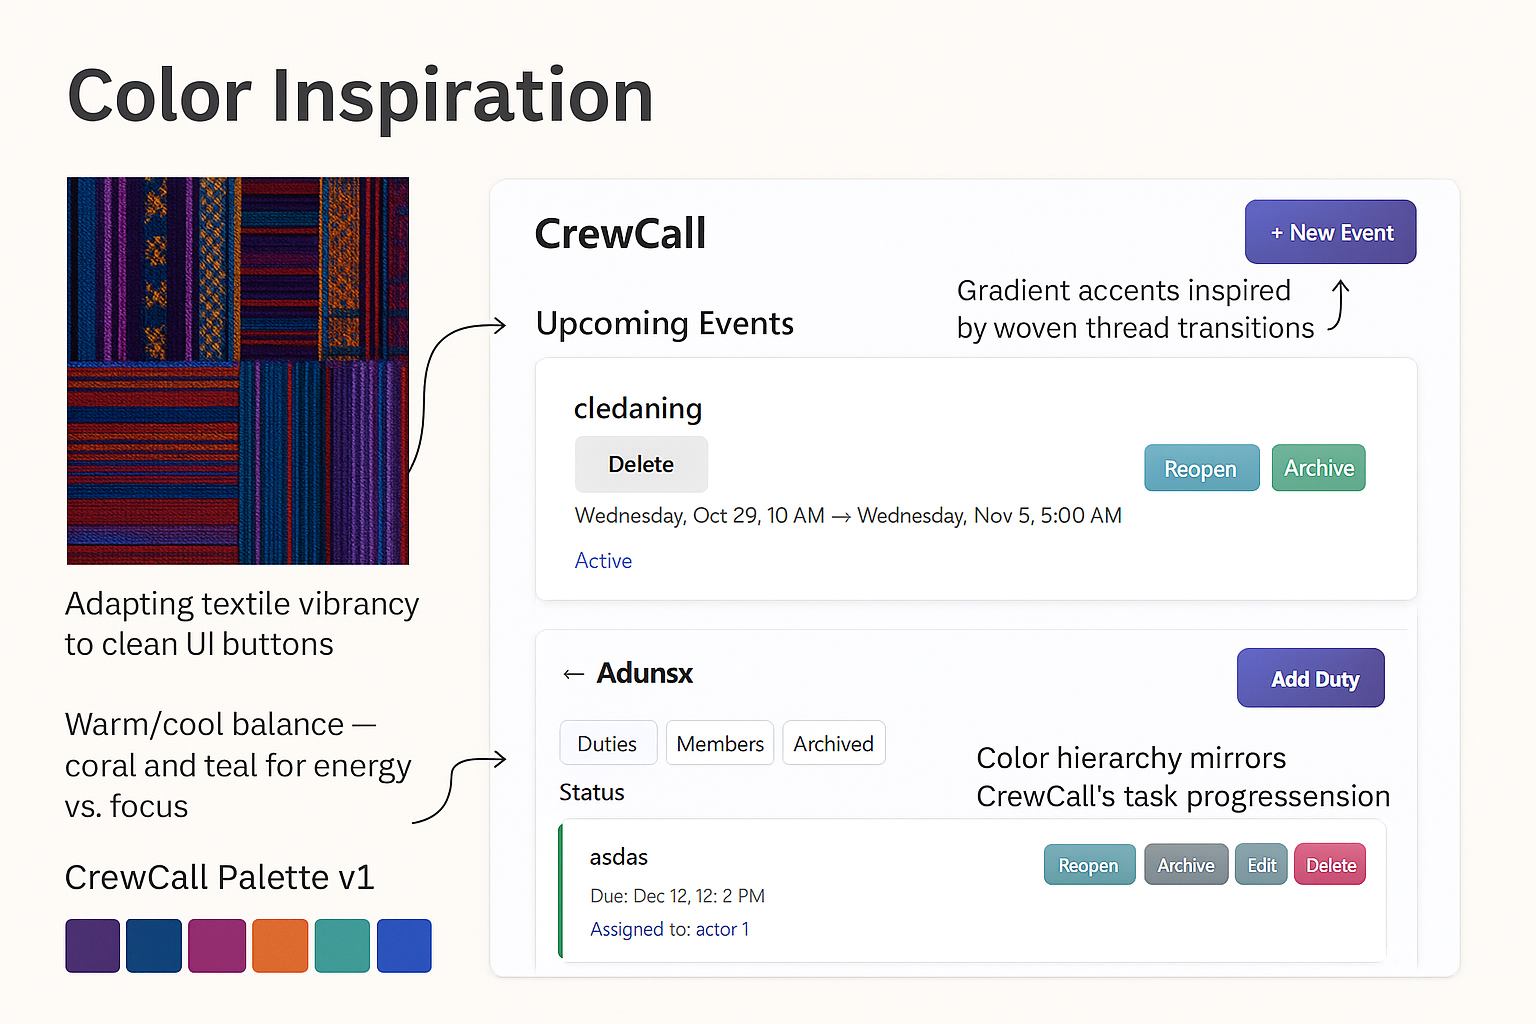 Color Inspiration
Adapting textile vibrancy
to clean UI buttons
Warm/cool balance —
coral and teal for energy
vs. focus
CrewCall Palette v1
CrewCall
+ New Event
Gradient accents inspired
by woven thread transitions
Upcoming Events
cledaning
Delete
Reopen
Archive
Wednesday, Oct 29, 10 AM → Wednesday, Nov 5, 5:00 AM
Active
← Adunsx
Add Duty
Duties
Members
Archived
Color hierarchy mirrors
CrewCall's task progressension
Status
asdas
Reopen
Archive
Edit
Delete
Due: Dec 12, 12: 2 PM
Assigned to: actor 1